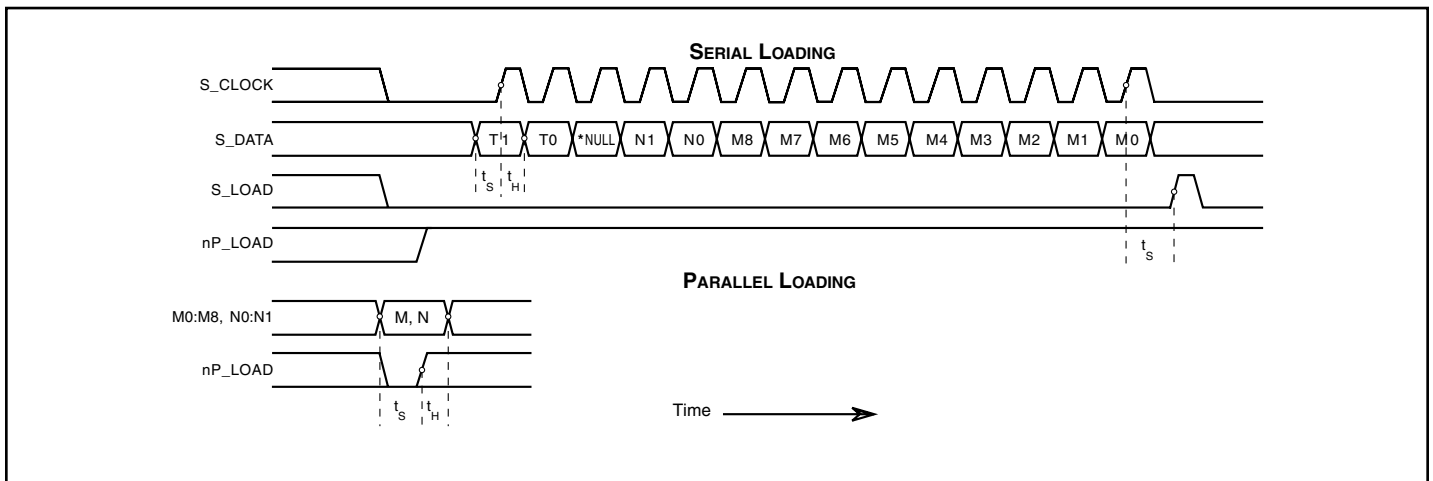 SERIAL LOADING
S_CLOCK
S_DATA T1 T0 *NULL N1 N0 M8 M7 M6 M5 M4 M3 M2 M1 M0
tS tH
S_LOAD
nP_LOAD
tS
PARALLEL LOADING
M0:M8, N0:N1 M, N
nP_LOAD
tS tH
Time